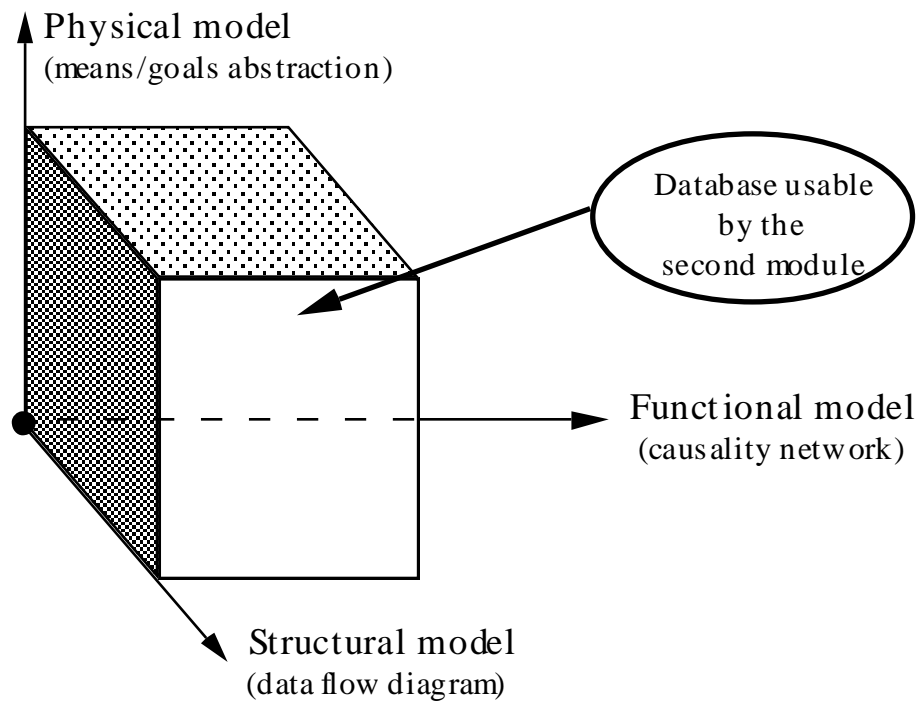 Physical model
(means/goals abstraction)
Database usable
by the
second module
Functional model
(causality network)
Structural model
(data flow diagram)